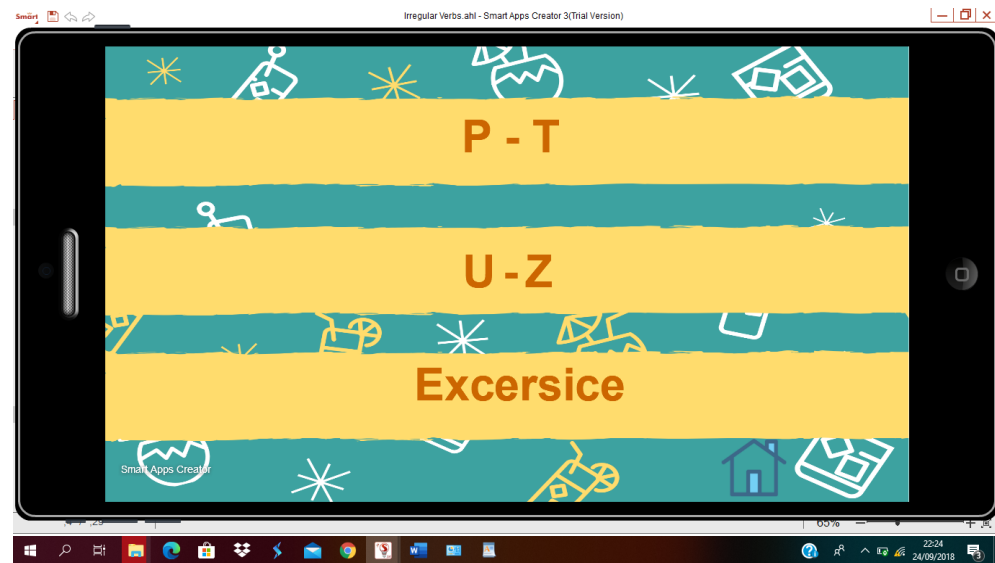 Smart
Irregular Verbs.ahl - Smart Apps Creator 3(Trial Version)
P - T
U - Z
Excersice
Smart Apps Creator
65%
22:24
24/09/2018